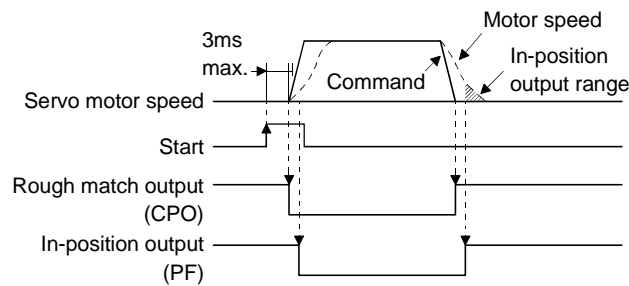 Motor speed
3ms
max.
In-position
output range
Command
Servo motor speed
Start
Rough match output
(CPO)
In-position output
(PF)